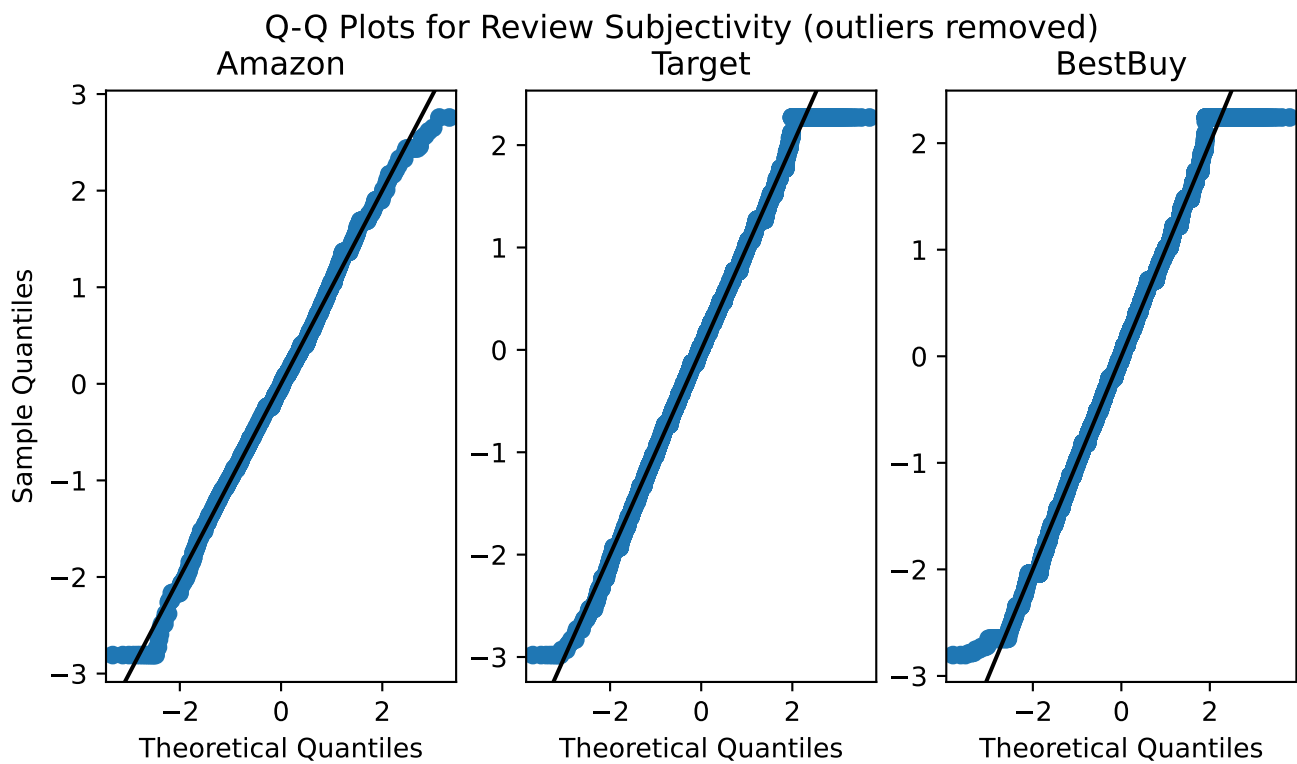 Q-Q Plots for Review Subjectivity (outliers removed)
Amazon
Target
BestBuy
Sample Quantiles
3
2
1
0
−1
−2
−3
2
1
0
−1
−2
−3
2
1
0
−1
−2
−3
−2 0 2
−2 0 2
−2 0 2
Theoretical Quantiles
Theoretical Quantiles
Theoretical Quantiles